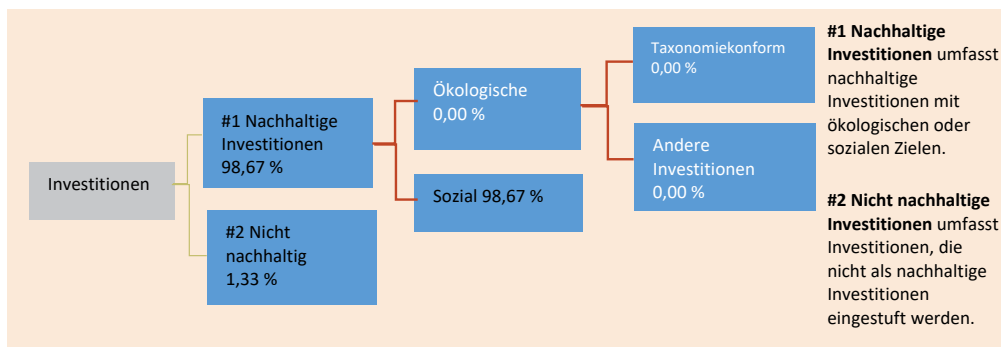 Investitionen
#1 Nachhaltige
Investitionen
98,67 %
#2 Nicht
nachhaltig
1,33 %
Ökologische
0,00 %
Sozial 98,67 %
Taxonomiekonform
0,00 %
Andere
Investitionen
0,00 %
#1 Nachhaltige
Investitionen umfasst
nachhaltige
Investitionen mit
ökologischen oder
sozialen Zielen.
#2 Nicht nachhaltige
Investitionen umfasst
Investitionen, die
nicht als nachhaltige
Investitionen
eingestuft werden.